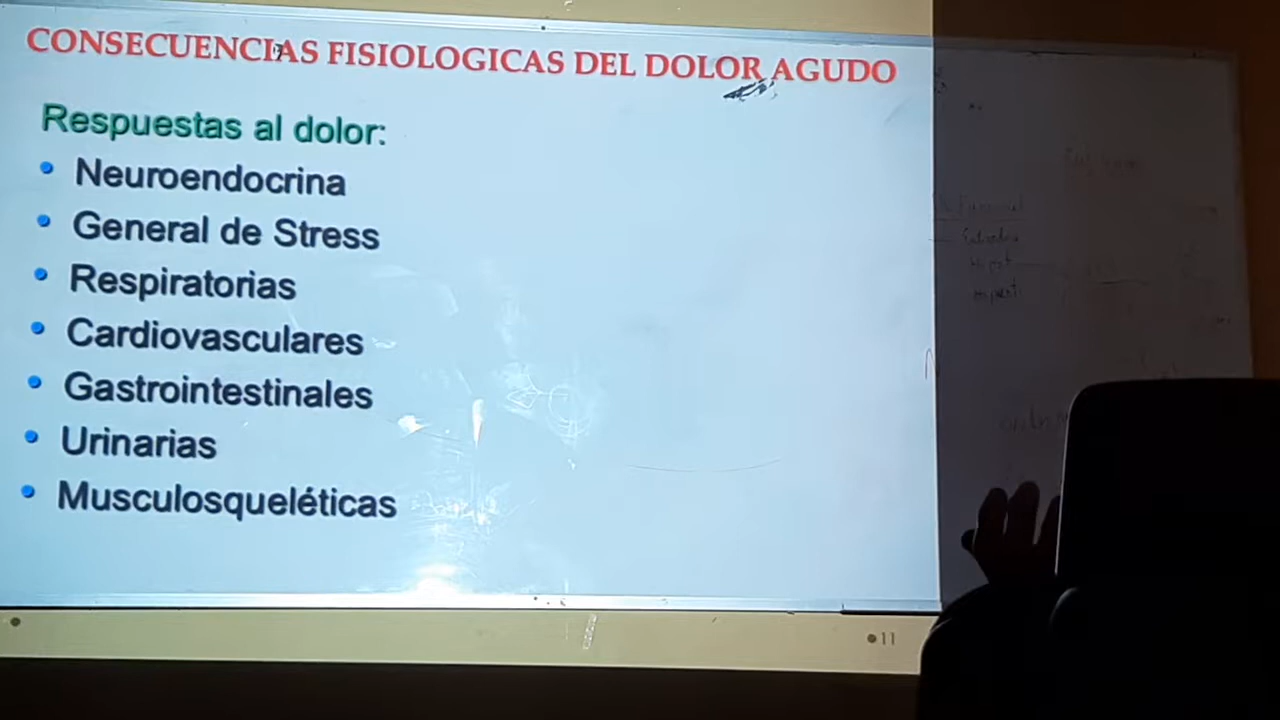 CONSECUENCIAS FISIOLOGICAS DEL DOLOR AGUDO
Respuestas al dolor:
• Neuroendocrina
• General de Stress
• Respiratorias
• Cardiovasculares
• Gastrointestinales
• Urinarias
• Musculosqueléticas
•11